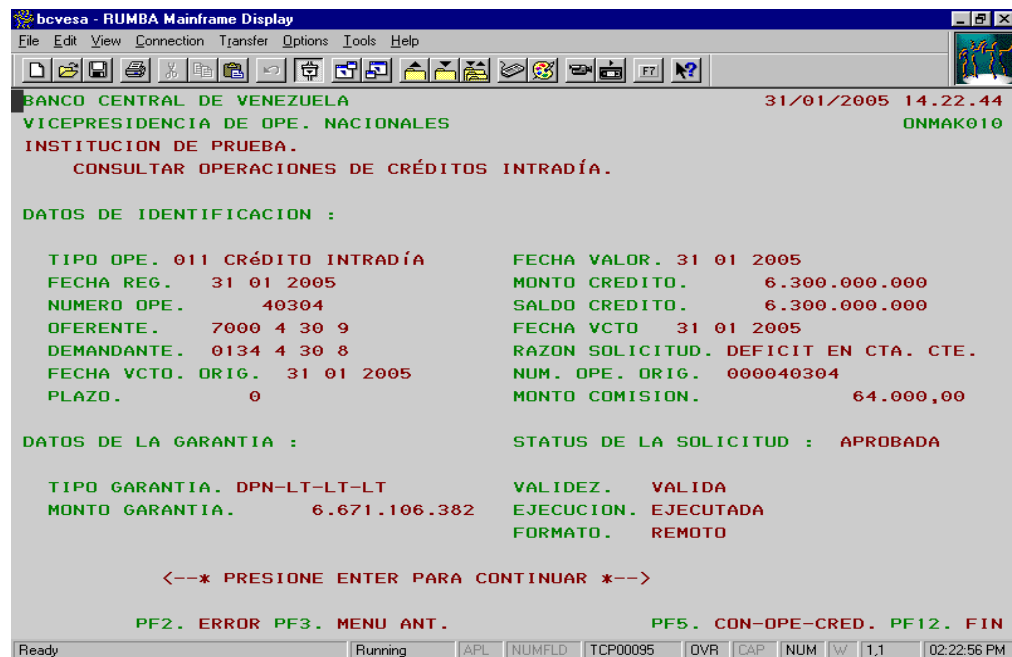 bcvesa - RUMBA Mainframe Display
File Edit View Connection Transfer Options Tools Help
F7
BANCO CENTRAL DE VENEZUELA 31/01/2005 14.22.44
VICEPRESIDENCIA DE OPE. NACIONALES ONMAK010
INSTITUCION DE PRUEBA.
CONSULTAR OPERACIONES DE CRÉDITOS INTRADÍA.
DATOS DE IDENTIFICACION :
TIPO OPE. 011 CRéDITO INTRADíA FECHA VALOR. 31 01 2005
FECHA REG. 31 01 2005 MONTO CREDITO. 6.300.000.000
NUMERO OPE. 40304 SALDO CREDITO. 6.300.000.000
OFERENTE. 7000 4 30 9 FECHA VCTO 31 01 2005
DEMANDANTE. 0134 4 30 8 RAZON SOLICITUD. DEFICIT EN CTA. CTE.
FECHA VCTO. ORIG. 31 01 2005 NUM. OPE. ORIG. 000040304
PLAZO. 0 MONTO COMISION. 64.000,00
DATOS DE LA GARANTIA : STATUS DE LA SOLICITUD : APROBADA
TIPO GARANTIA. DPN-LT-LT-LT VALIDEZ. VALIDA
MONTO GARANTIA. 6.671.106.382 EJECUCION. EJECUTADA
FORMATO. REMOTO
<--* PRESIONE ENTER PARA CONTINUAR *-->
PF2. ERROR PF3. MENU ANT. PF5. CON-OPE-CRED. PF12. FIN
Ready Running APL NUMFLD TCP00095 OVR CAP NUM W 1,1 02:22:56 PM